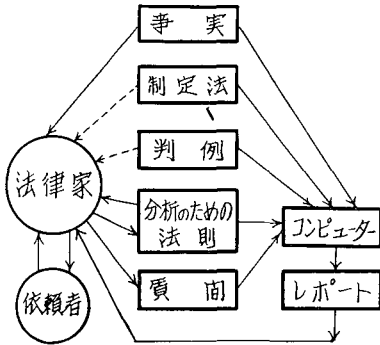 事実
制定法
判例
法律家
分析のための
法則
コンピューター
質問
レポート
依頼者